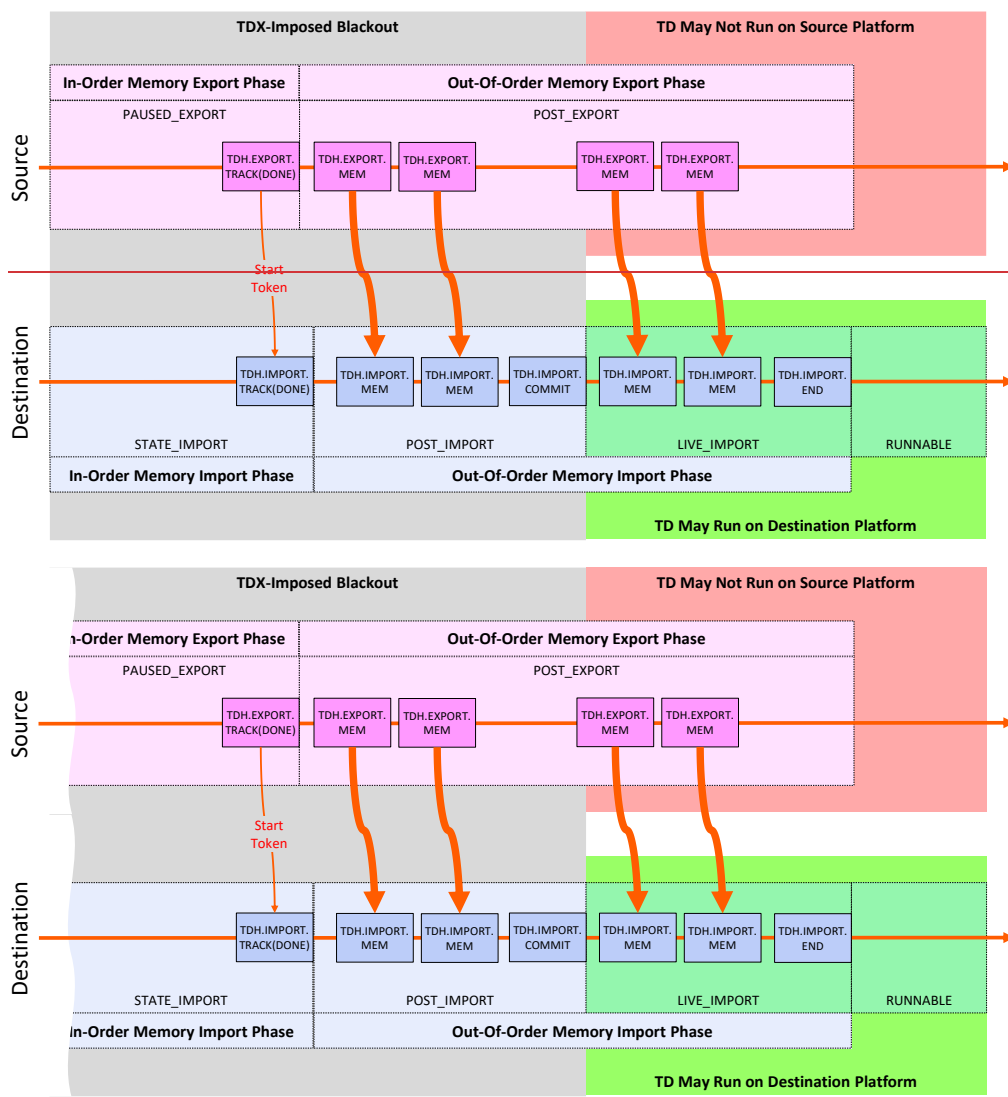 TDX-Imposed Blackout
TD May Not Run on Source Platform
In-Order Memory Export Phase
Out-Of-Order Memory Export Phase
PAUSED_EXPORT
POST_EXPORT
Source
TDH.EXPORT.
TRACK(DONE)
TDH.EXPORT.
MEM
TDH.EXPORT.
MEM
TDH.EXPORT.
MEM
TDH.EXPORT.
MEM
Start
Token
Destination
TDH.IMPORT.
TRACK(DONE)
TDH.IMPORT.
MEM
TDH.IMPORT.
MEM
TDH.IMPORT.
COMMIT
TDH.IMPORT.
MEM
TDH.IMPORT.
MEM
TDH.IMPORT.
END
STATE_IMPORT
POST_IMPORT
LIVE_IMPORT
RUNNABLE
In-Order Memory Import Phase
Out-Of-Order Memory Import Phase
TD May Run on Destination Platform
TDX-Imposed Blackout
TD May Not Run on Source Platform
n-Order Memory Export Phase
Out-Of-Order Memory Export Phase
PAUSED_EXPORT
POST_EXPORT
Source
TDH.EXPORT.
TRACK(DONE)
TDH.EXPORT.
MEM
TDH.EXPORT.
MEM
TDH.EXPORT.
MEM
TDH.EXPORT.
MEM
Start
Token
Destination
TDH.IMPORT.
TRACK(DONE)
TDH.IMPORT.
MEM
TDH.IMPORT.
MEM
TDH.IMPORT.
COMMIT
TDH.IMPORT.
MEM
TDH.IMPORT.
MEM
TDH.IMPORT.
END
STATE_IMPORT
POST_IMPORT
LIVE_IMPORT
RUNNABLE
In-Order Memory Import Phase
Out-Of-Order Memory Import Phase
TD May Run on Destination Platform